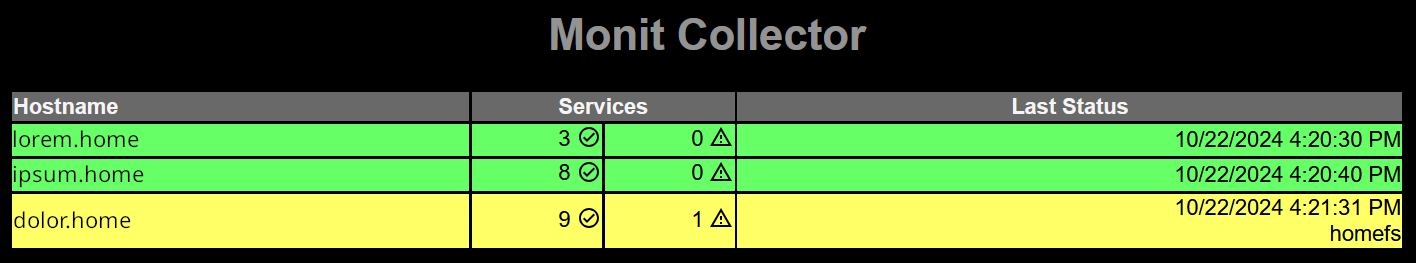 Monit Collector
Hostname Services Last Status
lorem.home 3 0 10/22/2024 4:20:30 PM
ipsum.home 8 0 10/22/2024 4:20:40 PM
dolor.home 9 1 10/22/2024 4:21:31 PM
homefs